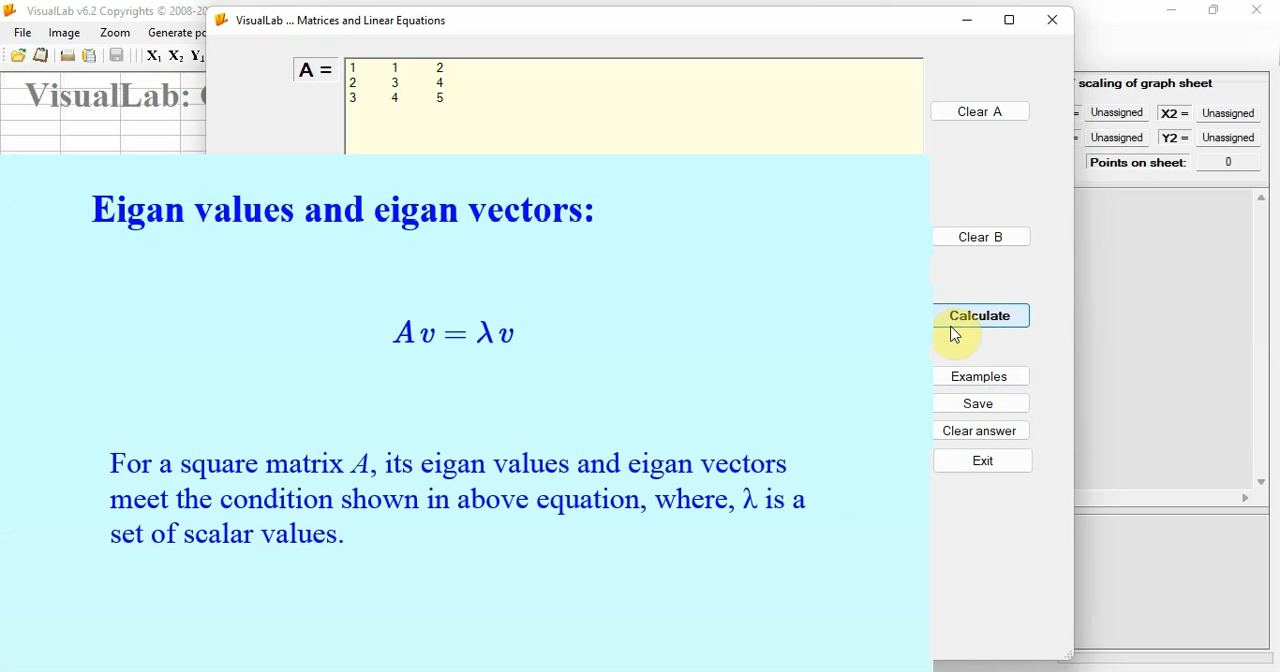 VisualLab v6.2 Copyrights © 2008-20
VisualLab ... Matrices and Linear Equations
File Image Zoom Generate po
X1 X2 Y1
VisualLab:
A =
1 1 2
2 3 4
3 4 5
Clear A
scaling of graph sheet
= Unassigned X2 = Unassigned
= Unassigned Y2 = Unassigned
Points on sheet: 0
Clear B
Calculate
Examples
Save
Clear answer
Exit
Eigan values and eigan vectors:
A v = λ v
For a square matrix A, its eigan values and eigan vectors
meet the condition shown in above equation, where, λ is a
set of scalar values.